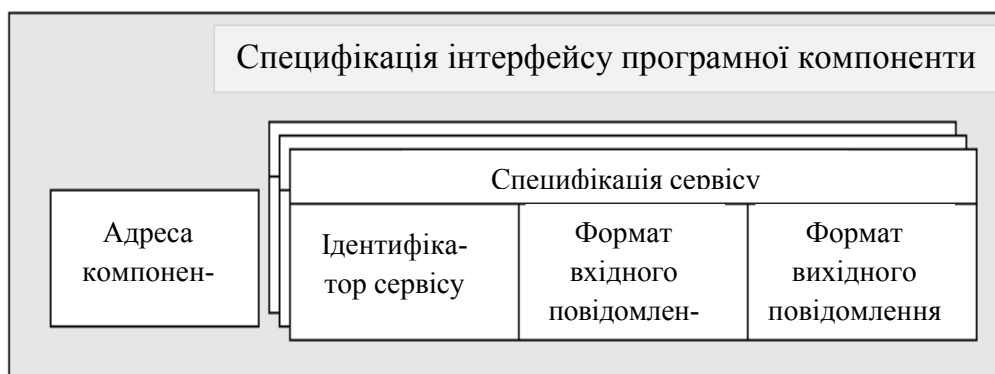 Специфікація інтерфейсу програмної компоненти
Специфікація сервісу
Адреса
компонен-
Ідентифіка-
тор сервісу
Формат
вхідного
повідомлен-
Формат
вихідного
повідомлення